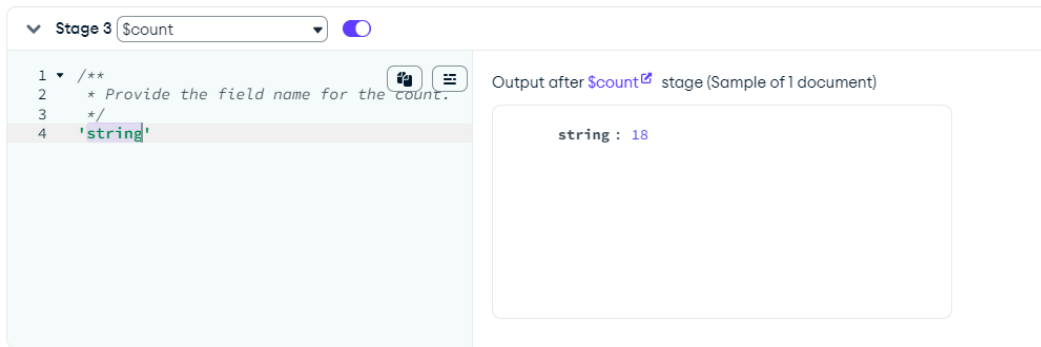 Stage 3 $count
1 /**
2 * Provide the field name for the count.
3 */
4 'string'
Output after $count stage (Sample of 1 document)
string : 18